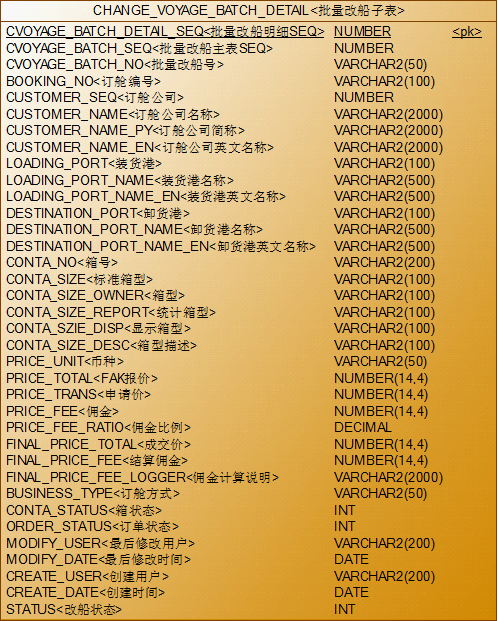 CHANGE_VOYAGE_BATCH_DETAIL<批量改船子表>
CVOYAGE_BATCH_DETAIL_SEQ<批量改船明细SEQ> NUMBER <pk>
CVOYAGE_BATCH_SEQ<批量改船主表SEQ> NUMBER
CVOYAGE_BATCH_NO<批量改船号> VARCHAR2(50)
BOOKING_NO<订舱编号> VARCHAR2(100)
CUSTOMER_SEQ<订舱公司> NUMBER
CUSTOMER_NAME<订舱公司名称> VARCHAR2(2000)
CUSTOMER_NAME_PY<订舱公司简称> VARCHAR2(2000)
CUSTOMER_NAME_EN<订舱公司英文名称> VARCHAR2(2000)
LOADING_PORT<装货港> VARCHAR2(100)
LOADING_PORT_NAME<装货港名称> VARCHAR2(500)
LOADING_PORT_NAME_EN<装货港英文名称> VARCHAR2(500)
DESTINATION_PORT<卸货港> VARCHAR2(100)
DESTINATION_PORT_NAME<卸货港名称> VARCHAR2(500)
DESTINATION_PORT_NAME_EN<卸货港英文名称> VARCHAR2(500)
CONTA_NO<箱号> VARCHAR2(200)
CONTA_SIZE<标准箱型> VARCHAR2(100)
CONTA_SIZE_OWNER<箱型> VARCHAR2(100)
CONTA_SIZE_REPORT<统计箱型> VARCHAR2(100)
CONTA_SZIE_DISP<显示箱型> VARCHAR2(100)
CONTA_SIZE_DESC<箱型描述> VARCHAR2(100)
PRICE_UNIT<币种> VARCHAR2(50)
PRICE_TOTAL<FAK报价> NUMBER(14,4)
PRICE_TRANS<申请价> NUMBER(14,4)
PRICE_FEE<佣金> NUMBER(14,4)
PRICE_FEE_RATIO<佣金比例> DECIMAL
FINAL_PRICE_TOTAL<成交价> NUMBER(14,4)
FINAL_PRICE_FEE<结算佣金> NUMBER(14,4)
FINAL_PRICE_FEE_LOGGER<佣金计算说明> VARCHAR2(2000)
BUSINESS_TYPE<订舱方式> VARCHAR2(50)
CONTA_STATUS<箱状态> INT
ORDER_STATUS<订单状态> INT
MODIFY_USER<最后修改用户> VARCHAR2(200)
MODIFY_DATE<最后修改时间> DATE
CREATE_USER<创建用户> VARCHAR2(200)
CREATE_DATE<创建时间> DATE
STATUS<改船状态> INT